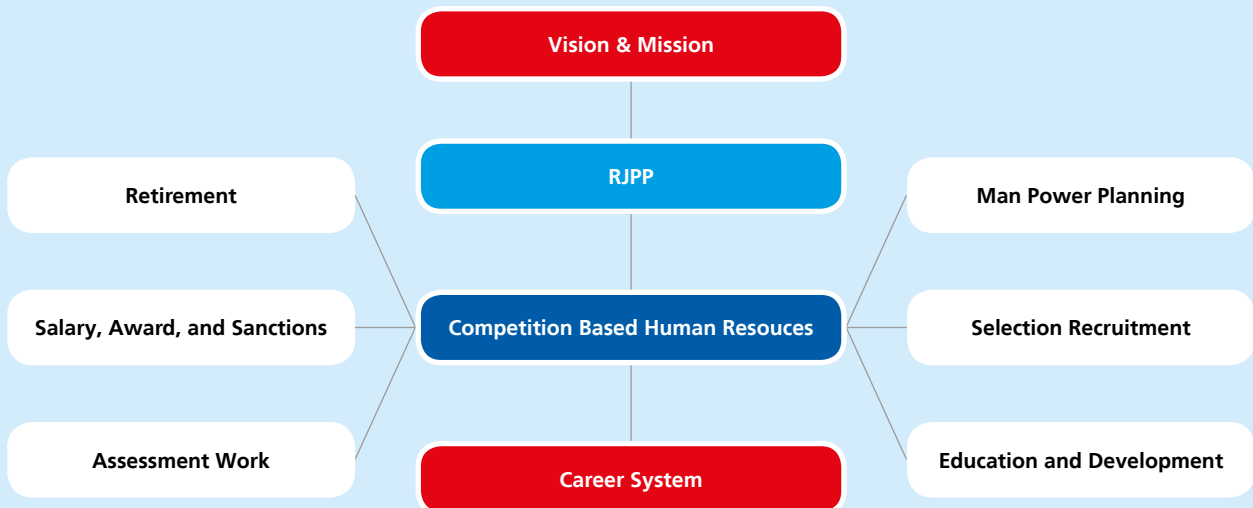 Vision & Mission
RJPP
Retirement
Man Power Planning
Salary, Award, and Sanctions
Competition Based Human Resouces
Selection Recruitment
Assessment Work
Career System
Education and Development